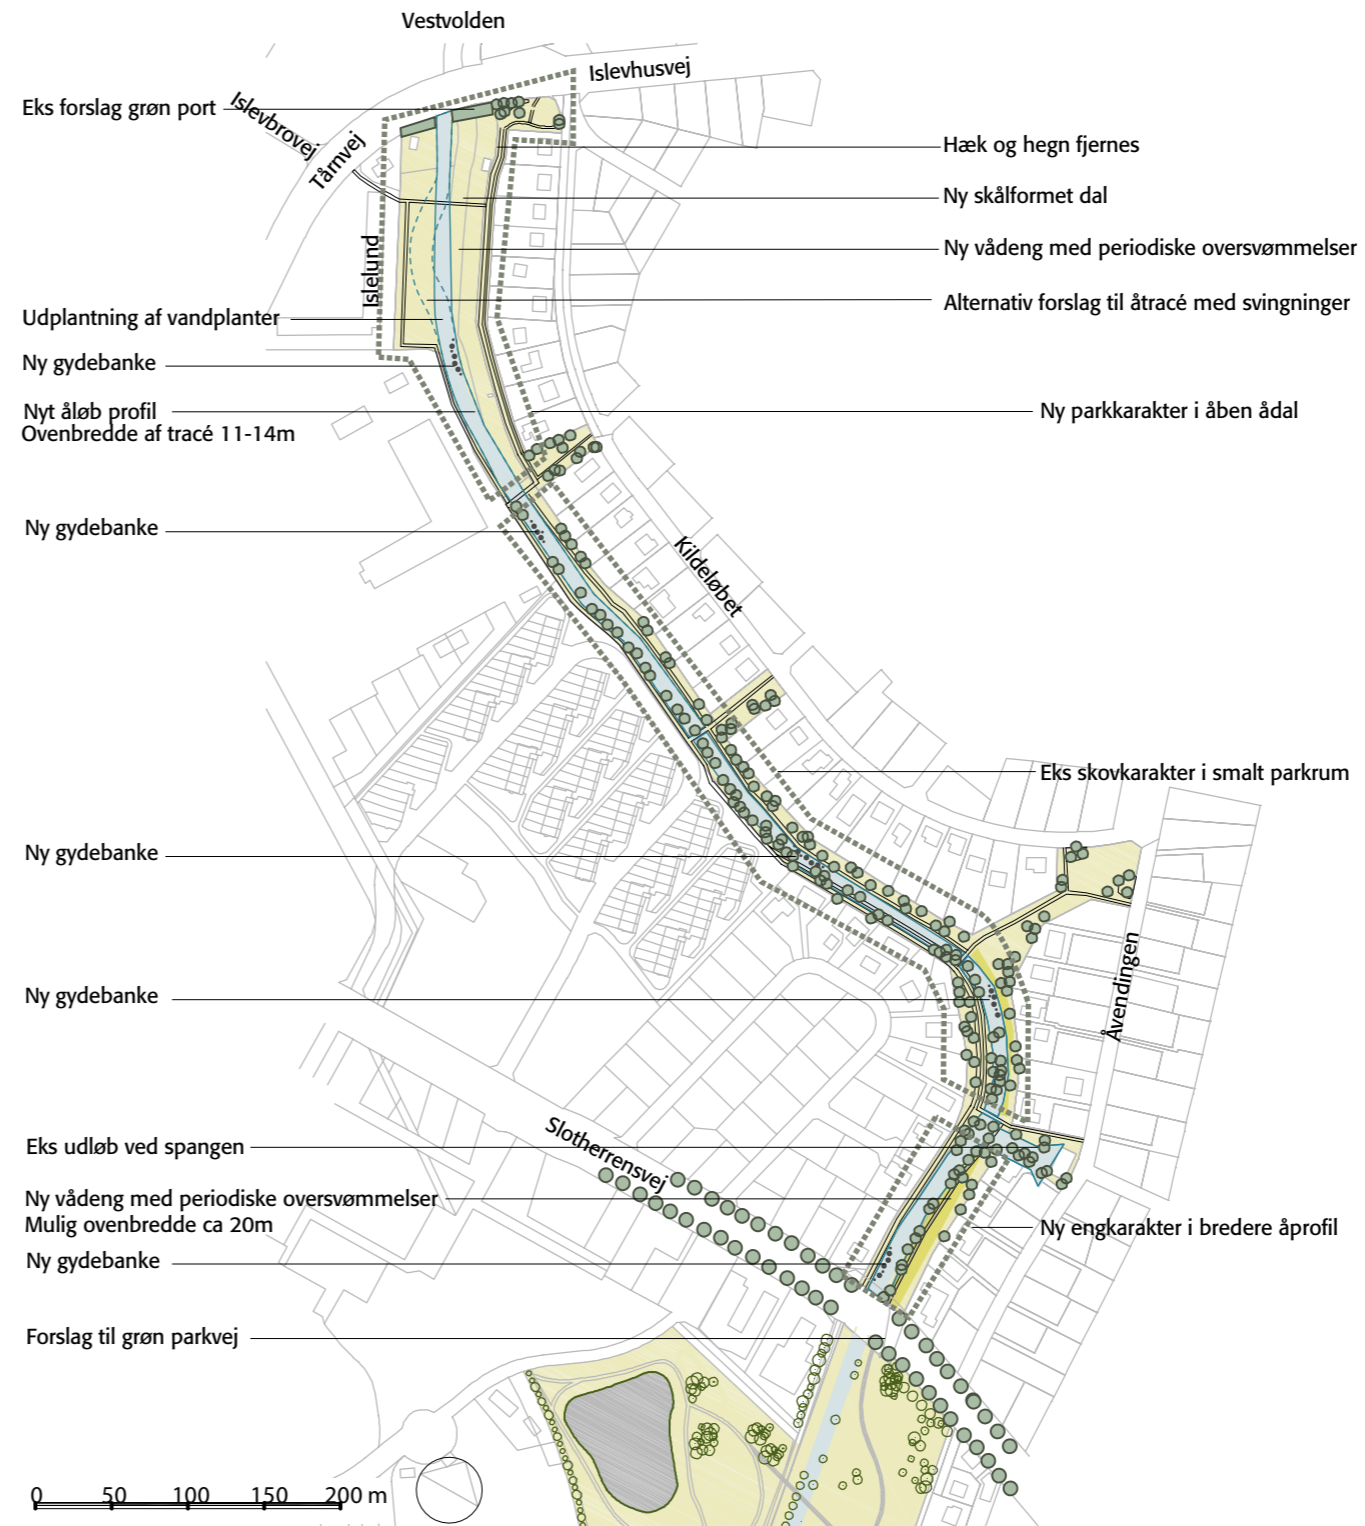 Vestvolden
Islevhusvej
Eks forslag grøn port
Islevbrovej
Tårnvej
Hæk og hegn fjernes
Ny skålformet dal
Islelund
Ny vådeng med periodiske oversvømmelser
Alternativ forslag til åtracé med svingninger
Udplantning af vandplanter
Ny gydebanke
Nyt åløb profil
Ovenbredde af tracé 11-14m
Ny parkkarakter i åben ådal
Ny gydebanke
Kildeløbet
Eks skovkarakter i smalt parkrum
Ny gydebanke
Åvendingen
Ny gydebanke
Slotherrensvej
Eks udløb ved spangen
Ny vådeng med periodiske oversvømmelser
Mulig ovenbredde ca 20m
Ny engkarakter i bredere åprofil
Ny gydebanke
Forslag til grøn parkvej
0 50 100 150 200 m